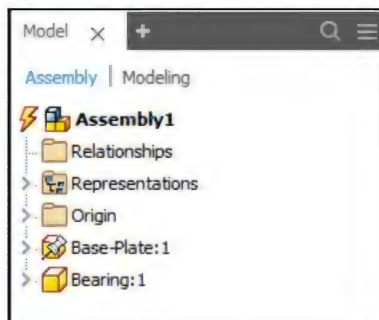 Model
Assembly | Modeling
Assembly1
Relationships
Representations
Origin
Base-Plate:1
Bearing:1